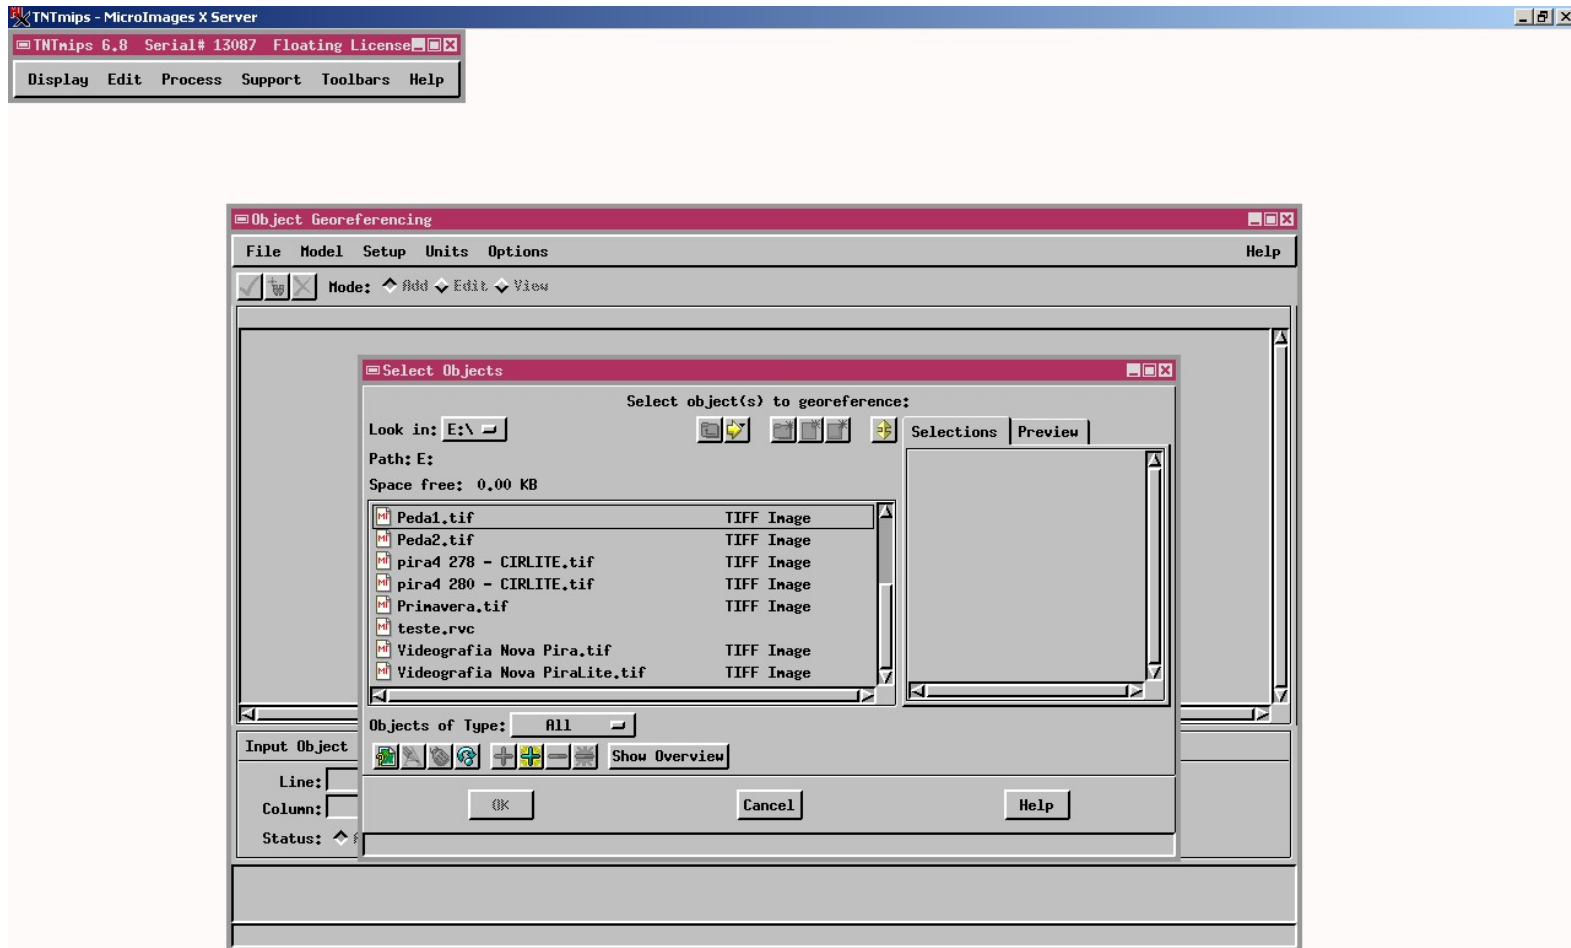 TNTmips - MicroImages X Server
TNTmips 6.8 Serial# 13087 Floating License
Display Edit Process Support Toolbars Help
Object Georeferencing
File Model Setup Units Options Help
Mode: Add Edit View
Select Objects
Select object(s) to georeference:
Look in: E:\
Selections Preview
Path: E:
Space free: 0.00 KB
Peda1.tif TIFF Image
Peda2.tif TIFF Image
pira4 278 - CIRLITE.tif TIFF Image
pira4 280 - CIRLITE.tif TIFF Image
Primavera.tif TIFF Image
teste.rvc
Videografia Nova Pira.tif TIFF Image
Videografia Nova PiraLite.tif TIFF Image
Objects of Type: All
Show Overview
Input Object
Line:
Column:
OK Cancel Help
Status: